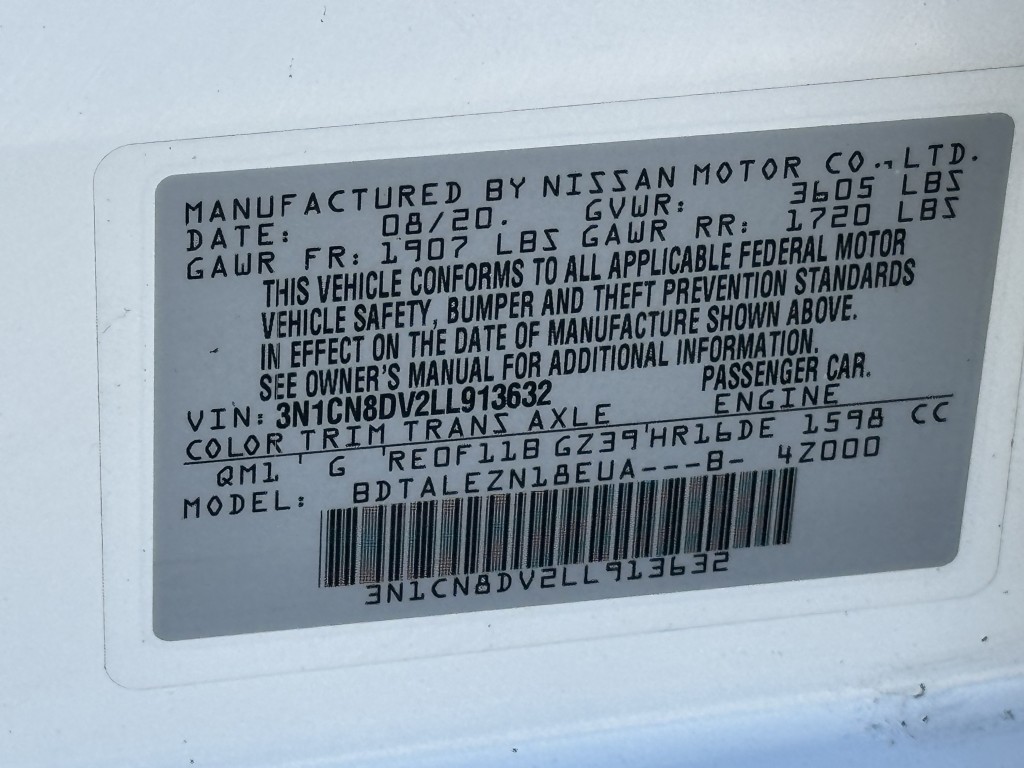 MANUFACTURED BY NISSAN MOTOR CO., LTD.
DATE: 08/20. GVWR: 3605 LBS
GAWR FR: 1907 LBS GAWR RR: 1720 LBS
THIS VEHICLE CONFORMS TO ALL APPLICABLE FEDERAL MOTOR
VEHICLE SAFETY, BUMPER AND THEFT PREVENTION STANDARDS
IN EFFECT ON THE DATE OF MANUFACTURE SHOWN ABOVE.
SEE OWNER'S MANUAL FOR ADDITIONAL INFORMATION.
VIN: 3N1CN8DV2LL913632 PASSENGER CAR.
COLOR TRIM TRANS AXLE ENGINE
QM1 ' G 'RE0F11B GZ39'HR16DE 1598 CC
MODEL: BDTALEZN18EUA---B- 4Z000
3N1CN8DV2LL913632